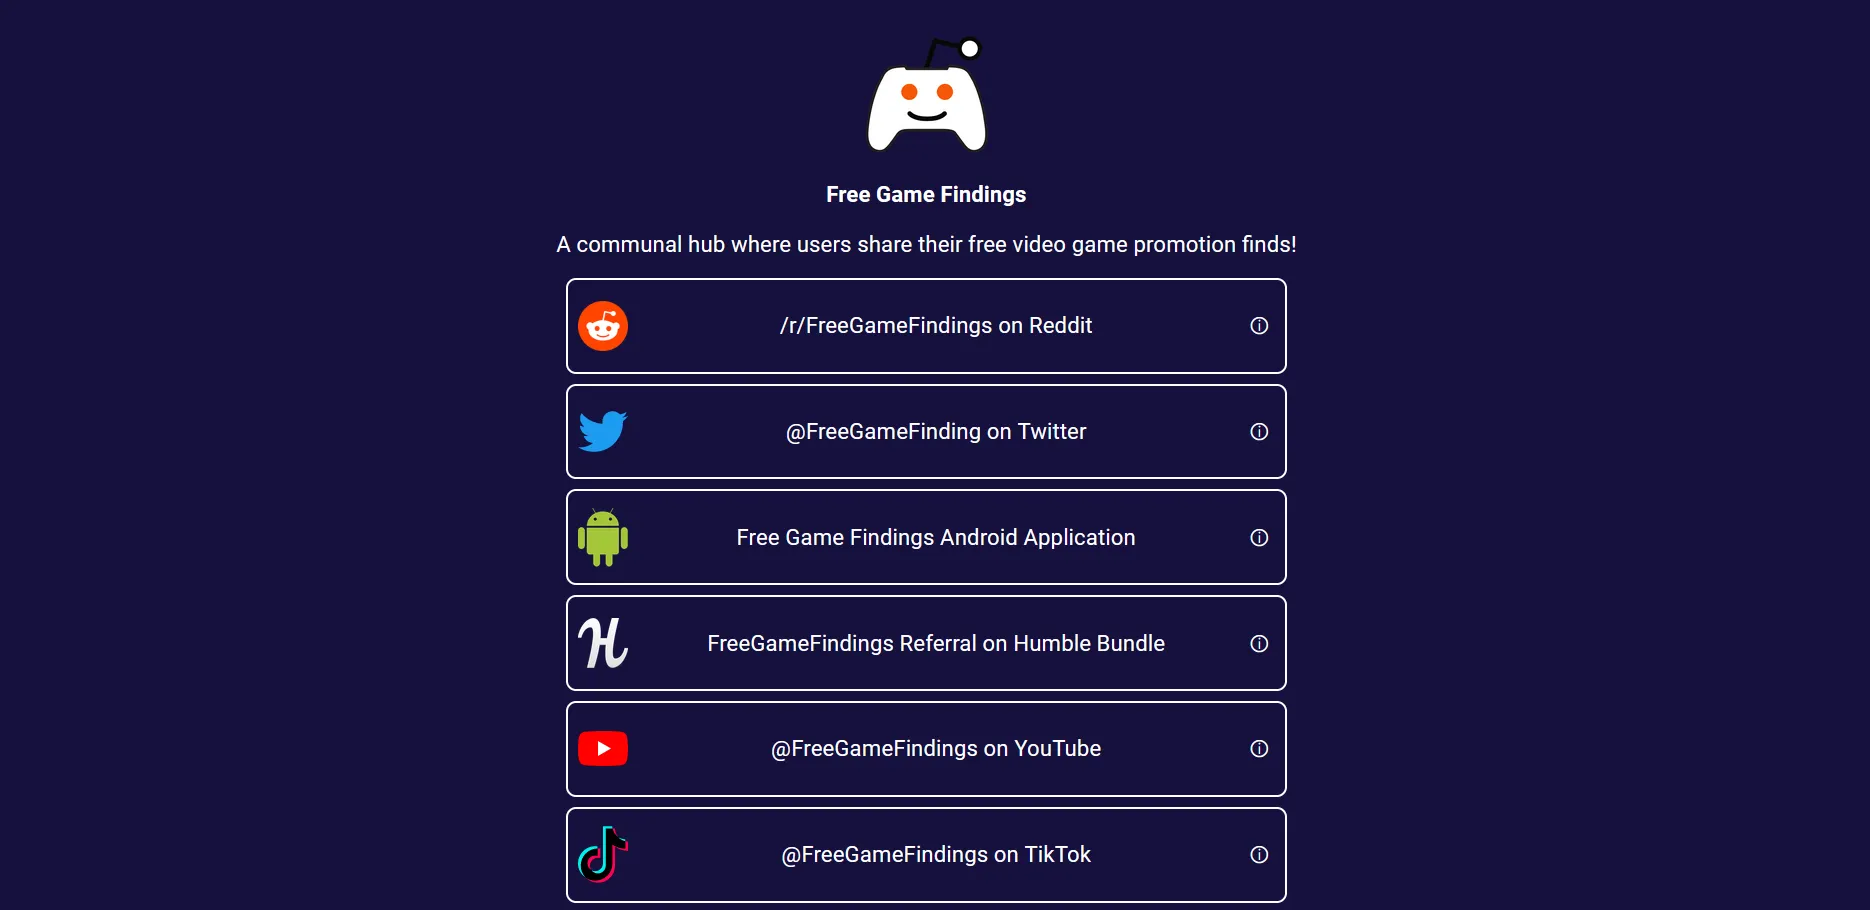 Free Game Findings
A communal hub where users share their free video game promotion finds!
/r/FreeGameFindings on Reddit
@FreeGameFinding on Twitter
Free Game Findings Android Application
FreeGameFindings Referral on Humble Bundle
@FreeGameFindings on YouTube
@FreeGameFindings on TikTok